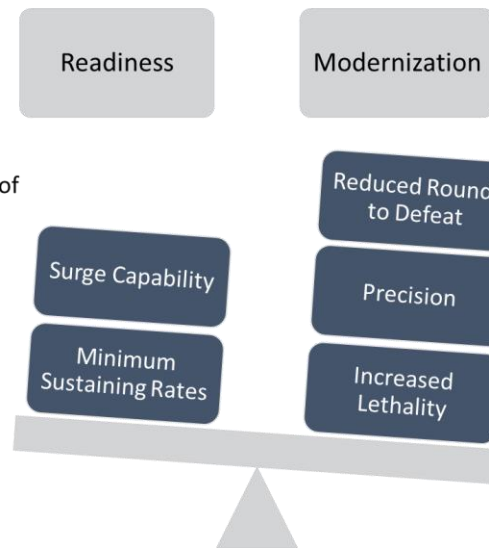 Readiness
Modernization
of
Surge Capability
Minimum
Sustaining Rates
Reduced Round
to Defeat
Precision
Increased
Lethality